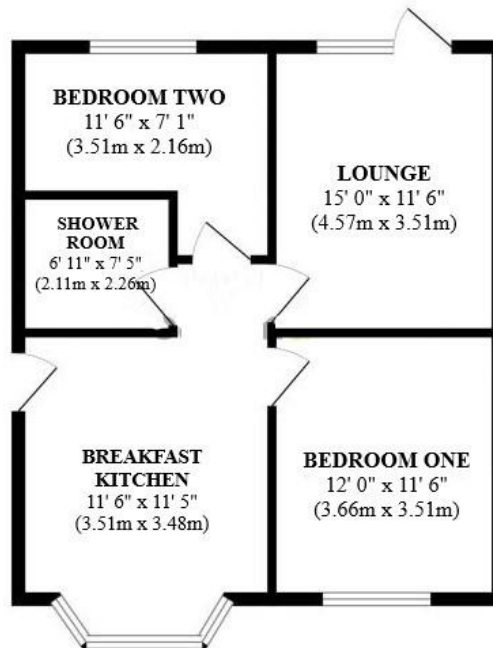 BEDROOM TWO
11' 6" x 7' 1"
(3.51m x 2.16m)
LOUNGE
15' 0" x 11' 6"
(4.57m x 3.51m)
SHOWER
ROOM
6' 11" x 7' 5"
(2.11m x 2.26m)
BREAKFAST
KITCHEN
11' 6" x 11' 5"
(3.51m x 3.48m)
BEDROOM ONE
12' 0" x 11' 6"
(3.66m x 3.51m)